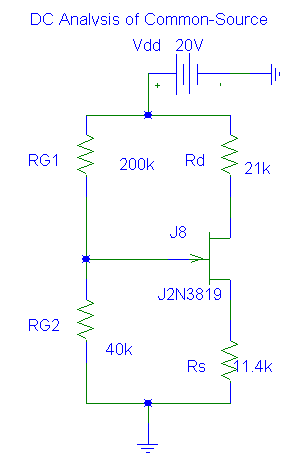 DC Analysis of Common-Source
Vdd 20V
+
RG1 200k Rd 21k
J8
J2N3819
RG2 40k
Rs 11.4k